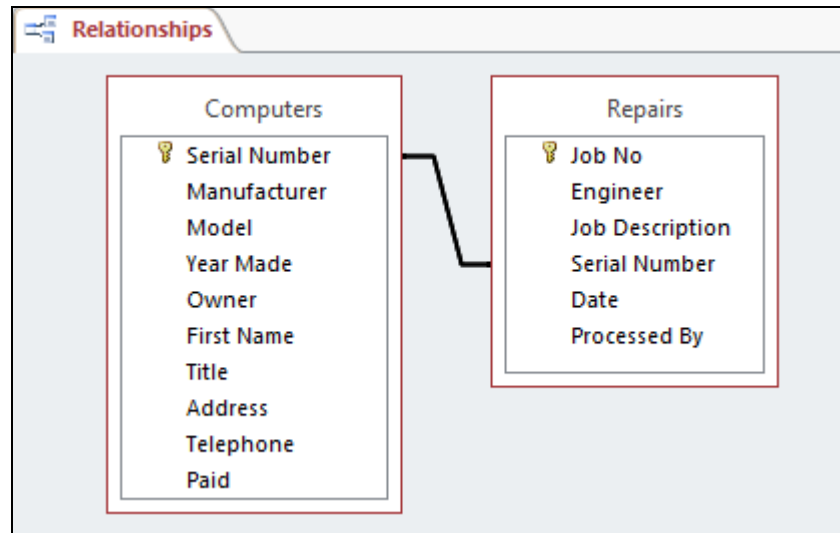 Relationships
Computers
Serial Number
Manufacturer
Model
Year Made
Owner
First Name
Title
Address
Telephone
Paid
Repairs
Job No
Engineer
Job Description
Serial Number
Date
Processed By